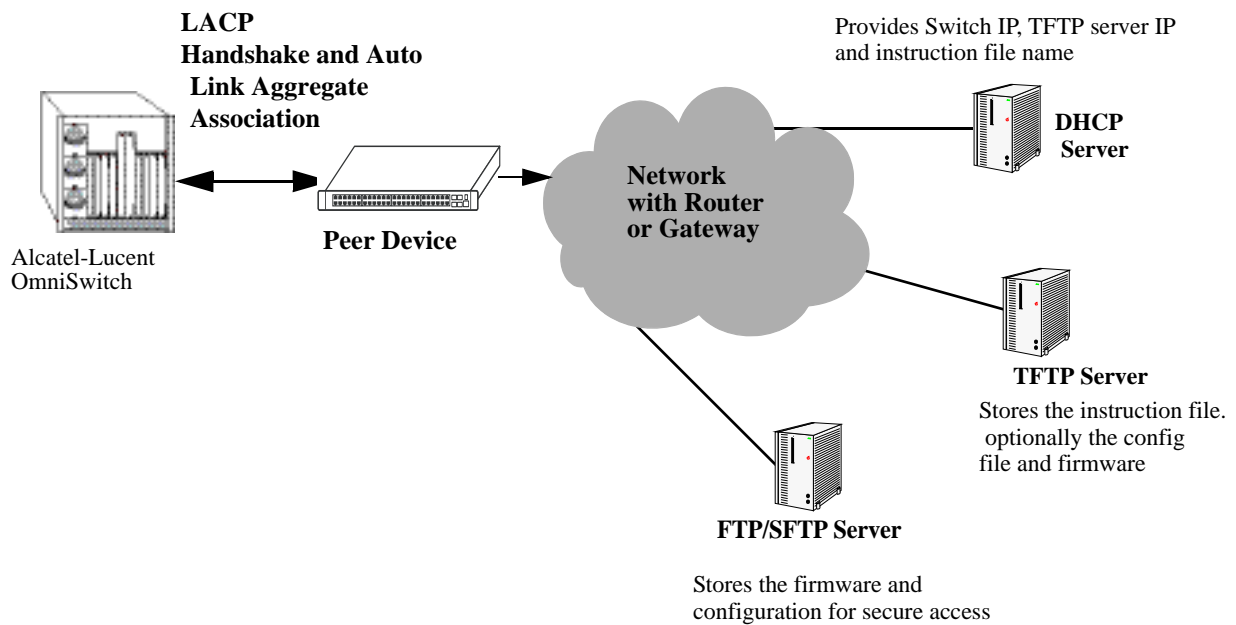 LACP
Handshake and Auto
Link Aggregate
Association
Provides Switch IP, TFTP server IP
and instruction file name
DHCP
Server
Network
with Router
or Gateway
Peer Device
Alcatel-Lucent
OmniSwitch
TFTP Server
Stores the instruction file.
optionally the config
file and firmware
FTP/SFTP Server
Stores the firmware and
configuration for secure access